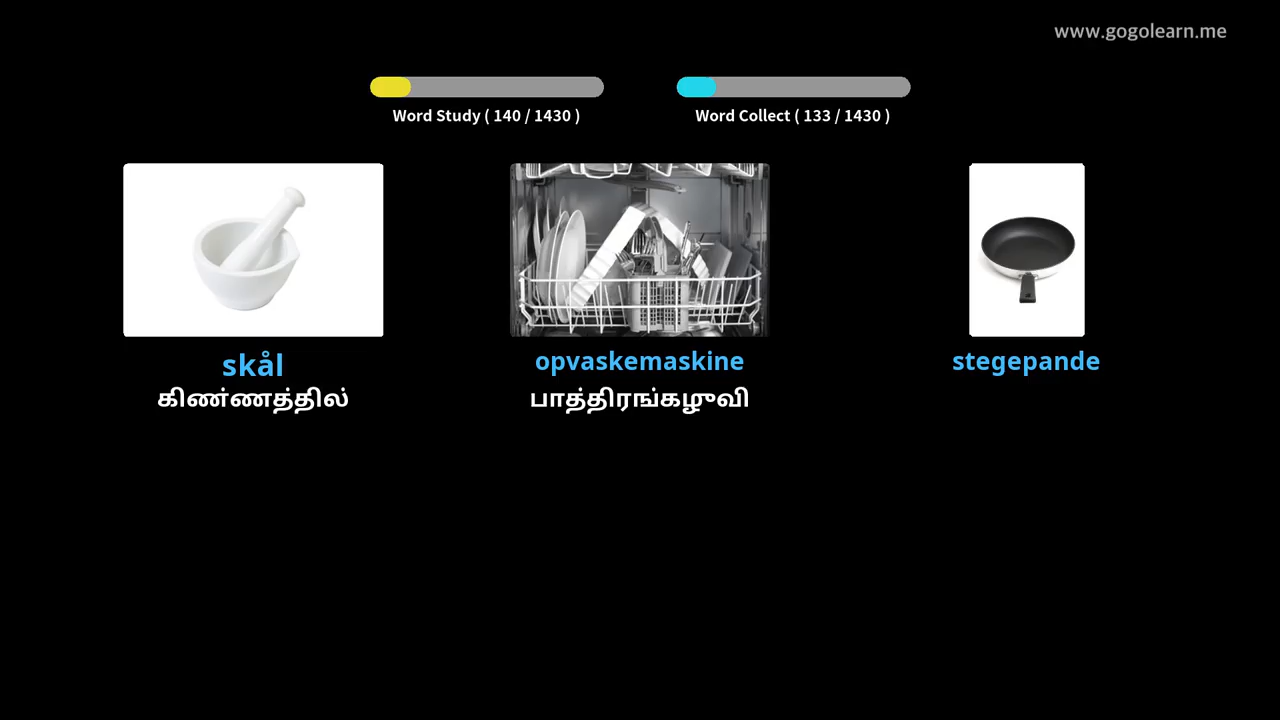 www.gogolearn.me
Word Study ( 140 / 1430 )
Word Collect ( 133 / 1430 )
skål
கிண்ணத்தில்
opvaskemaskine
பாத்திரங்கழுவி
stegepande